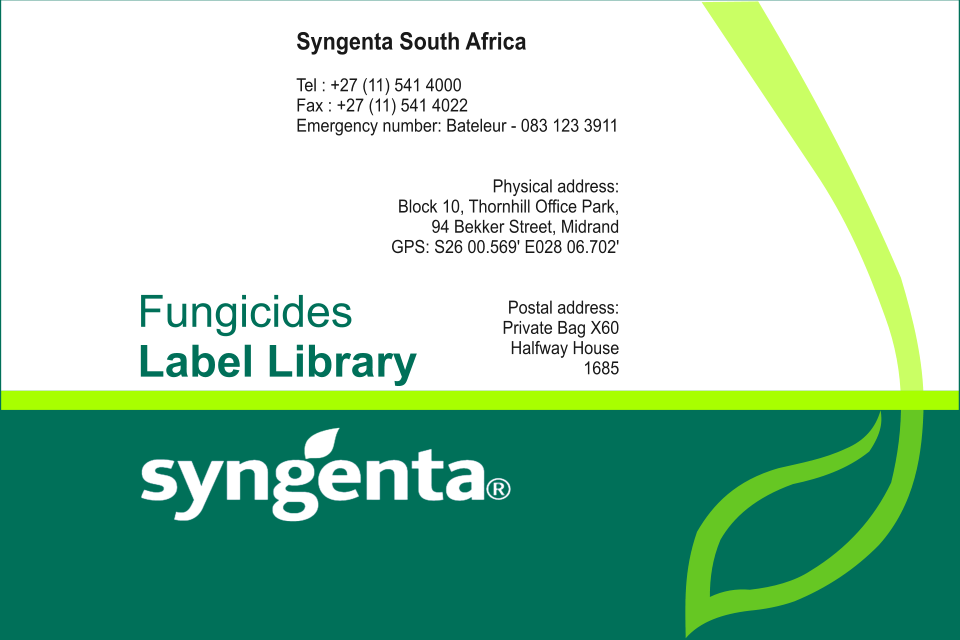 Syngenta South Africa
Tel : +27 (11) 541 4000
Fax : +27 (11) 541 4022
Emergency number: Bateleur - 083 123 3911
Physical address:
Block 10, Thornhill Office Park,
94 Bekker Street, Midrand
GPS: S26 00.569' E028 06.702'
Postal address:
Private Bag X60
Halfway House
1685
Fungicides
Label Library
syngenta®